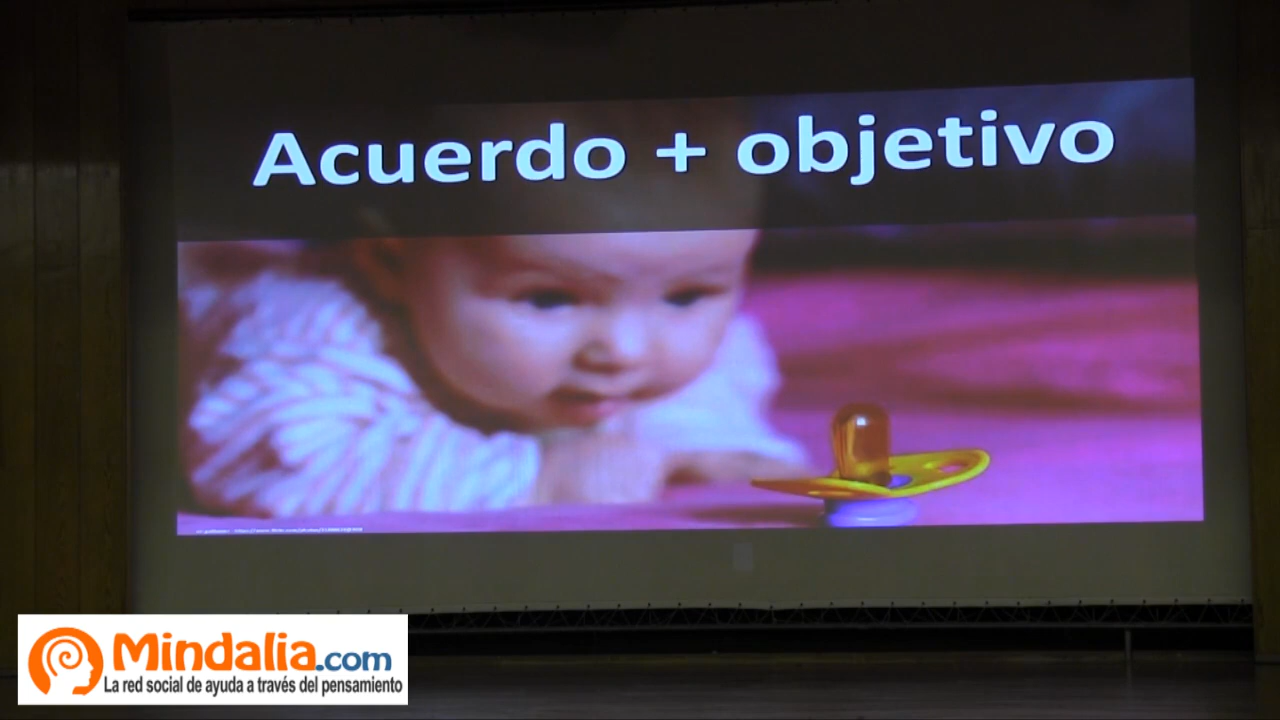 Acuerdo + objetivo
Mindalia.com
La red social de ayuda a través del pensamiento